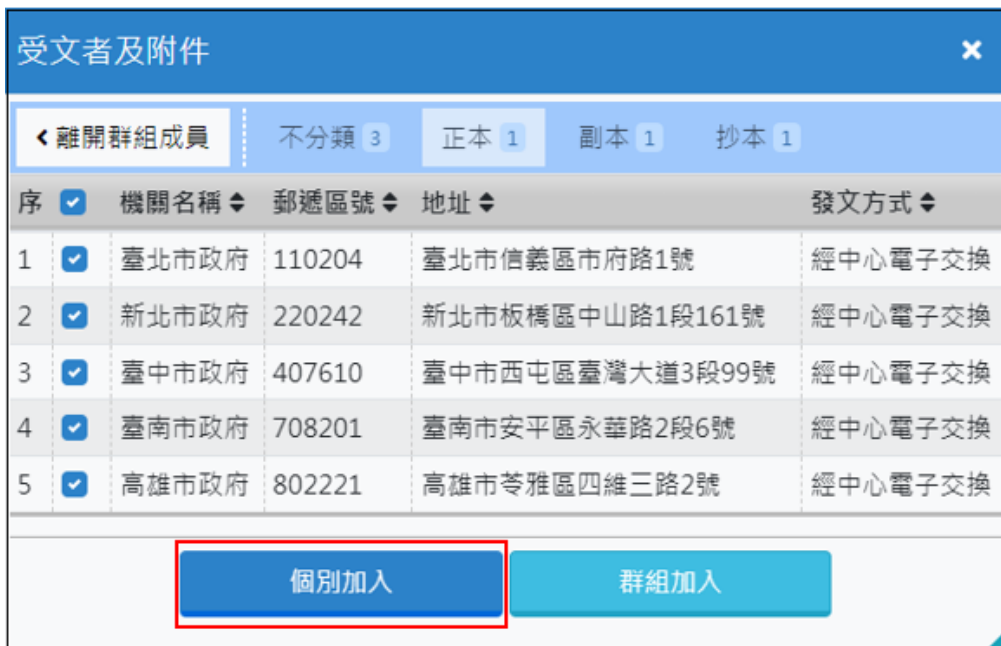 受文者及附件 ×
離開群組成員 不分類 3 正本 1 副本 1 抄本 1
序 機關名稱 郵遞區號 地址 發文方式
1 臺北市政府 110204 臺北市信義區市府路1號 經中心電子交換
2 新北市政府 220242 新北市板橋區中山路1段161號 經中心電子交換
3 臺中市政府 407610 臺中市西屯區臺灣大道3段99號 經中心電子交換
4 臺南市政府 708201 臺南市安平區永華路2段6號 經中心電子交換
5 高雄市政府 802221 高雄市苓雅區四維三路2號 經中心電子交換
個別加入 群組加入